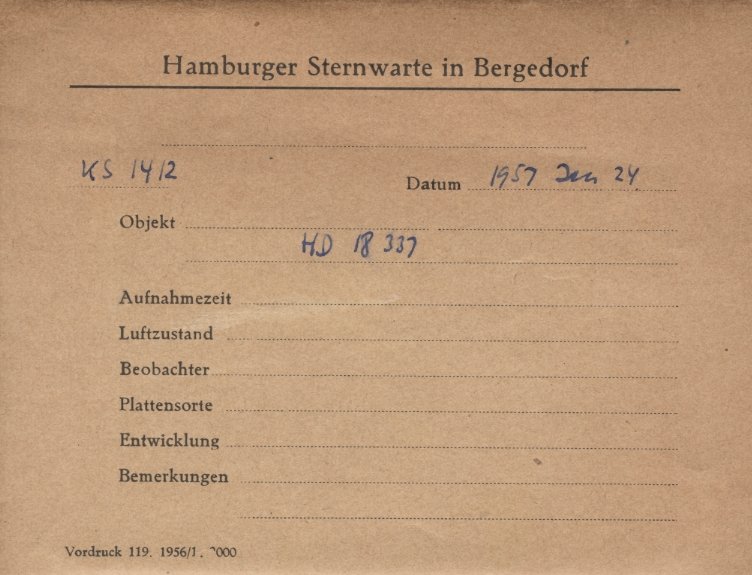 Hamburger Sternwarte in Bergedorf
KS 1412
Datum 1957 Jan 24
Objekt
HD 18 337
Aufnahmezeit
Luftzustand
Beobachter
Plattensorte
Entwicklung
Bemerkungen
Vordruck 119. 1956/1.